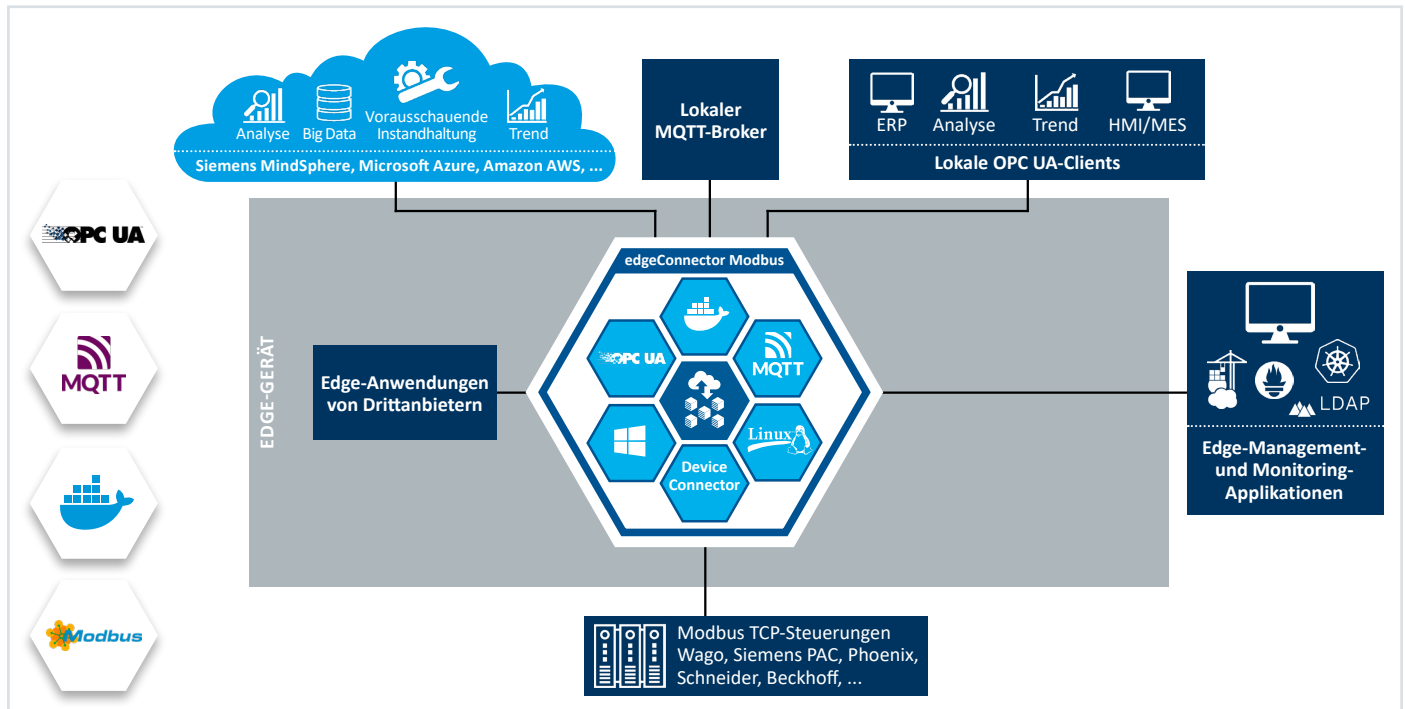 Analyse
Big Data
Vorausschauende
Instandhaltung
Trend
Siemens MindSphere, Microsoft Azure, Amazon AWS, ...
Lokaler
MQTT-Broker
ERP
Analyse
Trend
HMI/MES
Lokale OPC UA-Clients
OPC UA
MQTT
Modbus
EDGE-GERÄT
Edge-Anwendungen
von Drittanbietern
edgeConnector Modbus
OPC UA
MQTT
Linux
Device
Connector
LDAP
Edge-Management-
und Monitoring-
Applikationen
Modbus TCP-Steuerungen
Wago, Siemens PAC, Phoenix,
Schneider, Beckhoff, ...